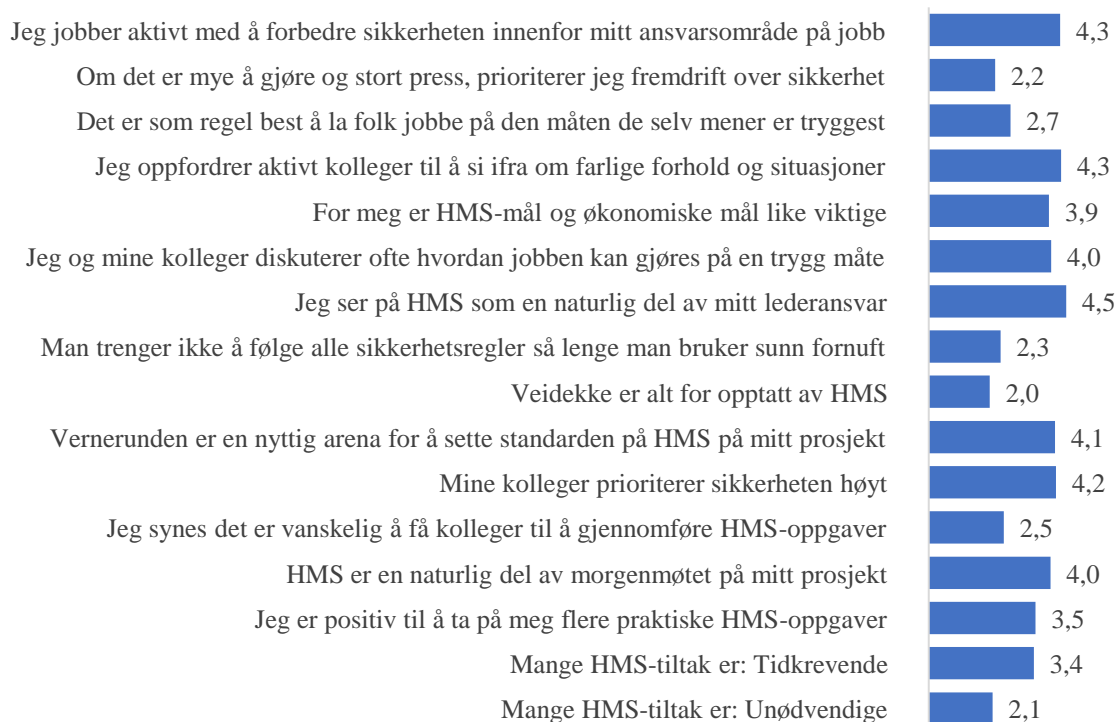 Jeg jobber aktivt med å forbedre sikkerheten innenfor mitt ansvarsområde på jobb 4,3
Om det er mye å gjøre og stort press, prioriterer jeg fremdrift over sikkerhet 2,2
Det er som regel best å la folk jobbe på den måten de selv mener er tryggest 2,7
Jeg oppfordrer aktivt kolleger til å si ifra om farlige forhold og situasjoner 4,3
For meg er HMS-mål og økonomiske mål like viktige 3,9
Jeg og mine kolleger diskuterer ofte hvordan jobben kan gjøres på en trygg måte 4,0
Jeg ser på HMS som en naturlig del av mitt lederansvar 4,5
Man trenger ikke å følge alle sikkerhetsregler så lenge man bruker sunn fornuft 2,3
Veidekke er alt for opptatt av HMS 2,0
Vernerunden er en nyttig arena for å sette standarden på HMS på mitt prosjekt 4,1
Mine kolleger prioriterer sikkerheten høyt 4,2
Jeg synes det er vanskelig å få kolleger til å gjennomføre HMS-oppgaver 2,5
HMS er en naturlig del av morgenmøtet på mitt prosjekt 4,0
Jeg er positiv til å ta på meg flere praktiske HMS-oppgaver 3,5
Mange HMS-tiltak er: Tidkrevende 3,4
Mange HMS-tiltak er: Unødvendige 2,1